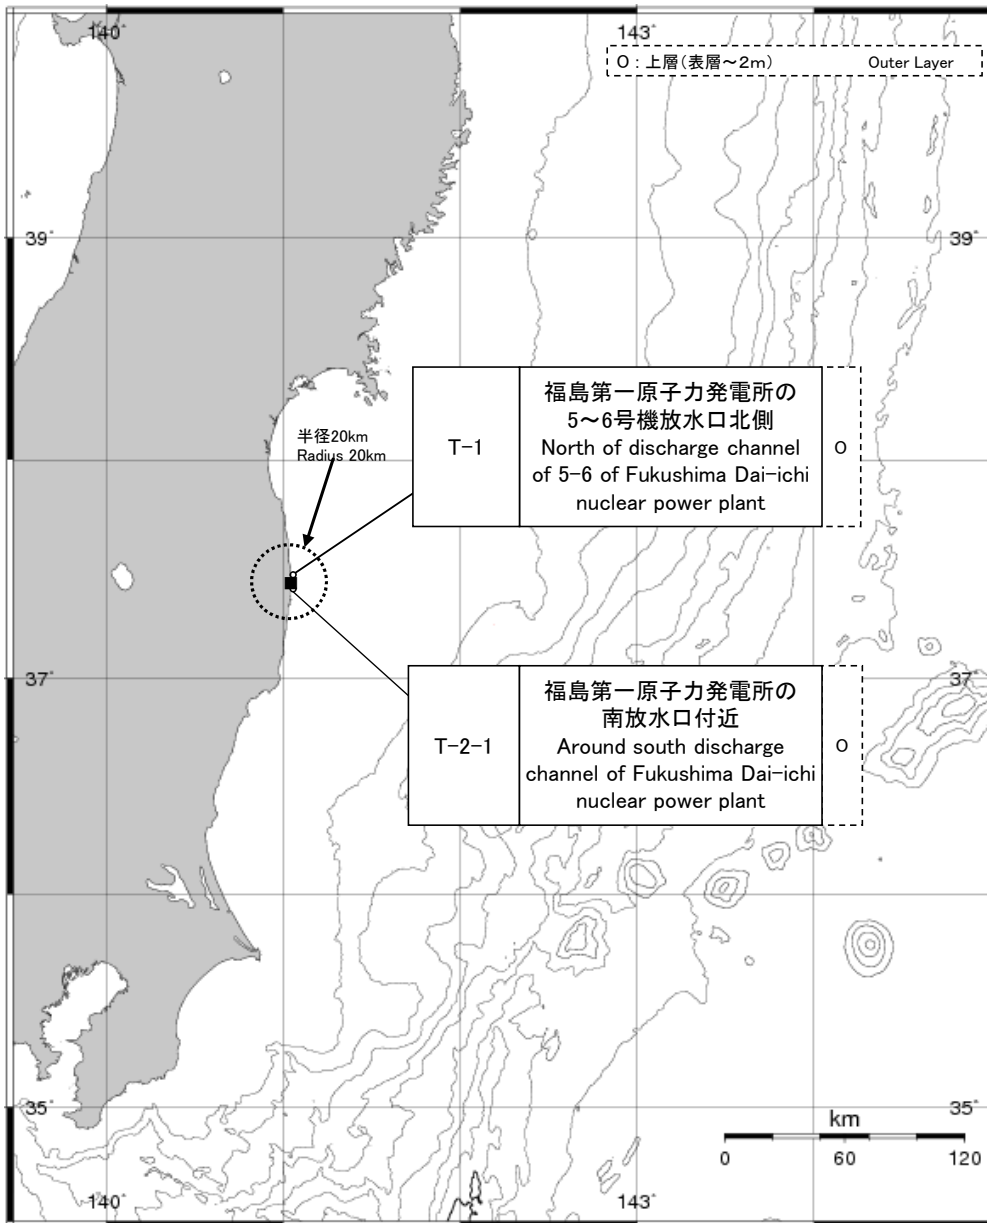 140°
143°
O : 上層(表層～2m) Outer Layer
39°
39°
半径20km
Radius 20km
T-1
福島第一原子力発電所の
5～6号機放水口北側
North of discharge channel
of 5-6 of Fukushima Dai-ichi
nuclear power plant
O
37°
37°
T-2-1
福島第一原子力発電所の
南放水口付近
Around south discharge
channel of Fukushima Dai-ichi
nuclear power plant
O
35°
35°
km
0 60 120
140°
143°